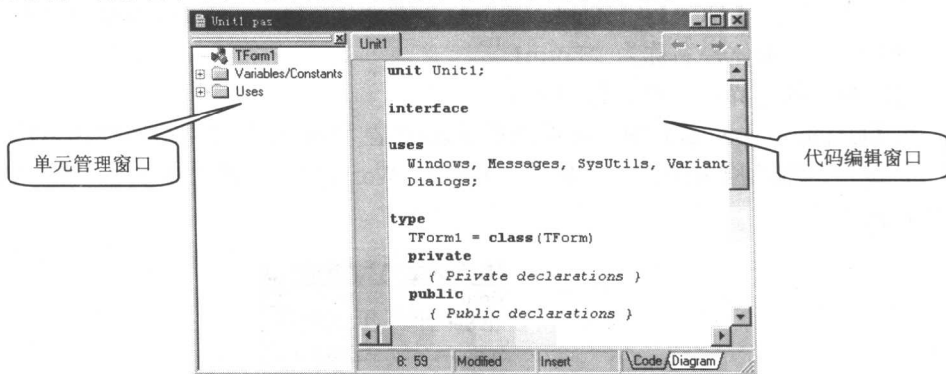 Unit1.pas
TForm1
Variables/Constants
Uses
Unit1
unit Unit1;
interface
uses
Windows, Messages, SysUtils, Variant
Dialogs;
type
TForm1 = class(TForm)
private
{ Private declarations }
public
{ Public declarations }
8: 59 Modified Insert Code Diagram
单元管理窗口
代码编辑窗口